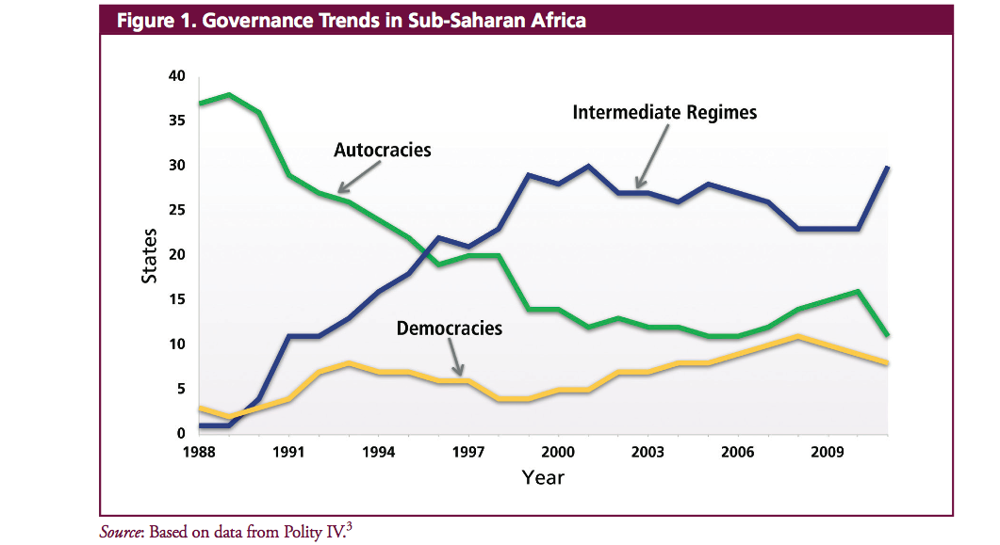 Figure 1. Governance Trends in Sub-Saharan Africa
40
35
Intermediate Regimes
Autocracies
30
25
20
States
15
Democracies
10
5
0
1988 1991 1994 1997 2000 2003 2006 2009
Year
Source: Based on data from Polity IV.3